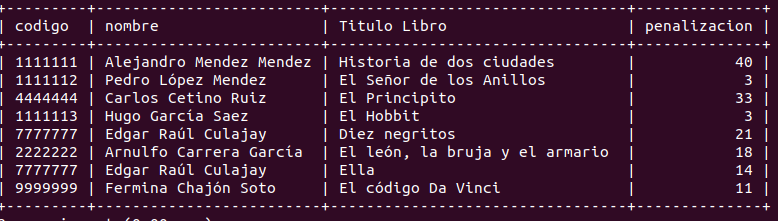 +---------+-------------------------+---------------------------------+--------------+
| codigo  | nombre                  | Titulo Libro                    | penalizacion |
+---------+-------------------------+---------------------------------+--------------+
| 1111111 | Alejandro Mendez Mendez | Historia de dos ciudades        |           40 |
| 1111112 | Pedro López Mendez      | El Señor de los Anillos         |            3 |
| 4444444 | Carlos Cetino Ruiz      | El Principito                   |           33 |
| 1111113 | Hugo García Saez        | El Hobbit                       |            3 |
| 7777777 | Edgar Raúl Culajay      | Diez negritos                   |           21 |
| 2222222 | Arnulfo Carrera García  | El león, la bruja y el armario  |           18 |
| 7777777 | Edgar Raúl Culajay      | Ella                            |           14 |
| 9999999 | Fermina Chajón Soto     | El código Da Vinci              |           11 |
+---------+-------------------------+---------------------------------+--------------+